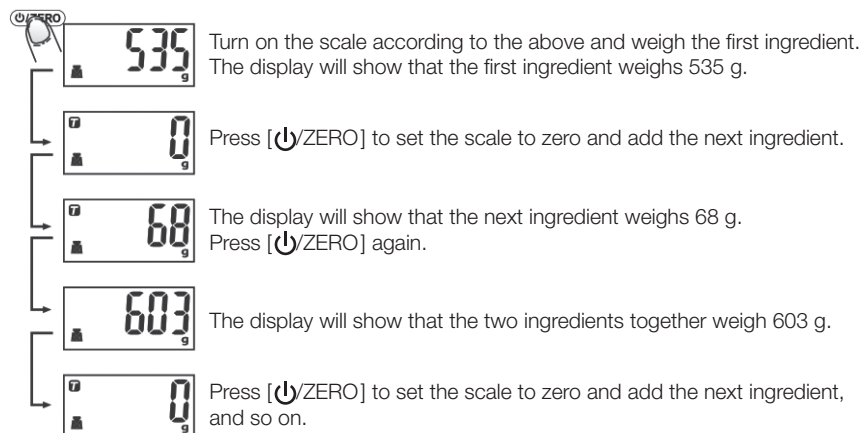 ⏻/ZERO
535
g
Turn on the scale according to the above and weigh the first ingredient.
The display will show that the first ingredient weighs 535 g.
T
0
g
Press [⏻/ZERO] to set the scale to zero and add the next ingredient.
T
68
g
The display will show that the next ingredient weighs 68 g.
Press [⏻/ZERO] again.
603
g
The display will show that the two ingredients together weigh 603 g.
T
0
g
Press [⏻/ZERO] to set the scale to zero and add the next ingredient,
and so on.